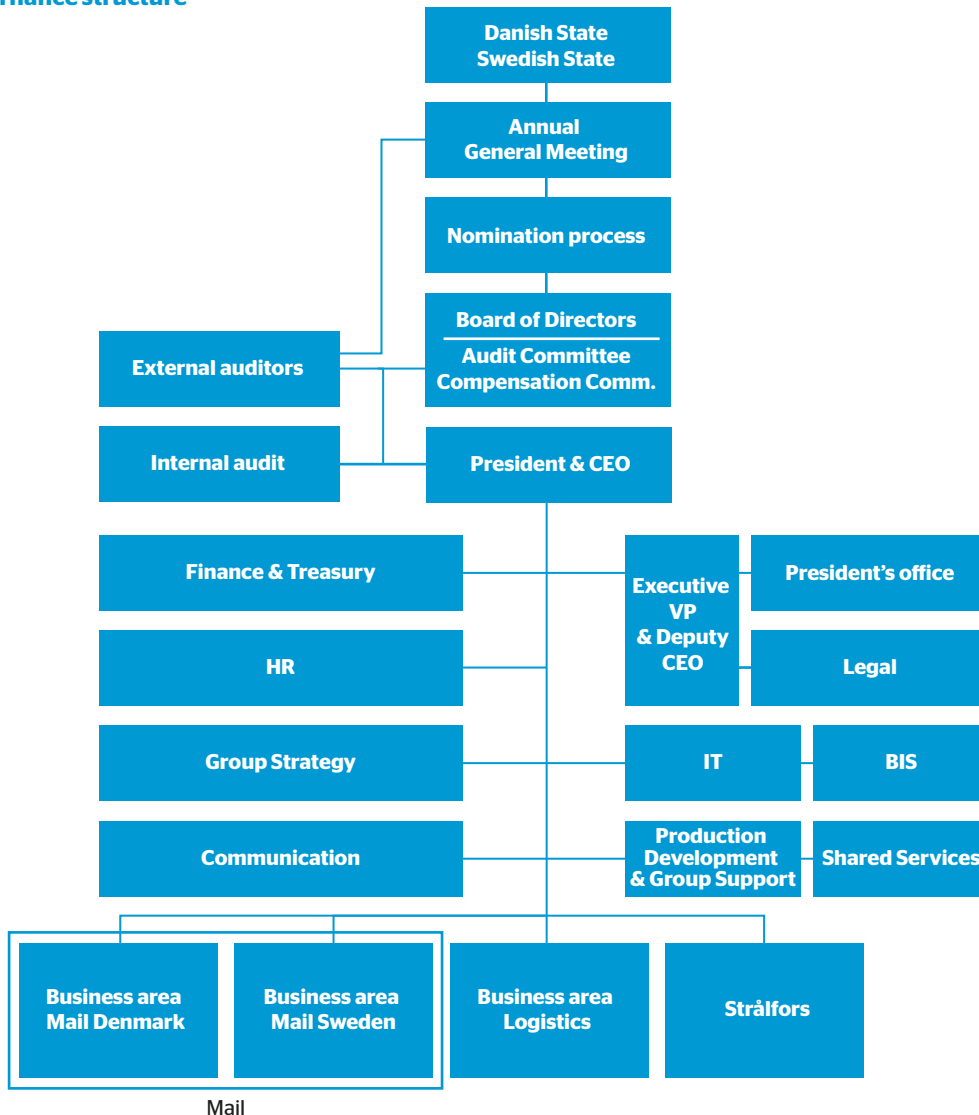 Danish State
Swedish State
Annual
General Meeting
Nomination process
Board of Directors
Audit Committee
Compensation Comm.
External auditors
Internal audit
President & CEO
Finance & Treasury
Executive
VP
& Deputy
CEO
President's office
HR
Legal
Group Strategy
IT
BIS
Communication
Production
Development
& Group Support
Shared Services
Business area
Mail Denmark
Business area
Mail Sweden
Business area
Logistics
Strålfors
Mail